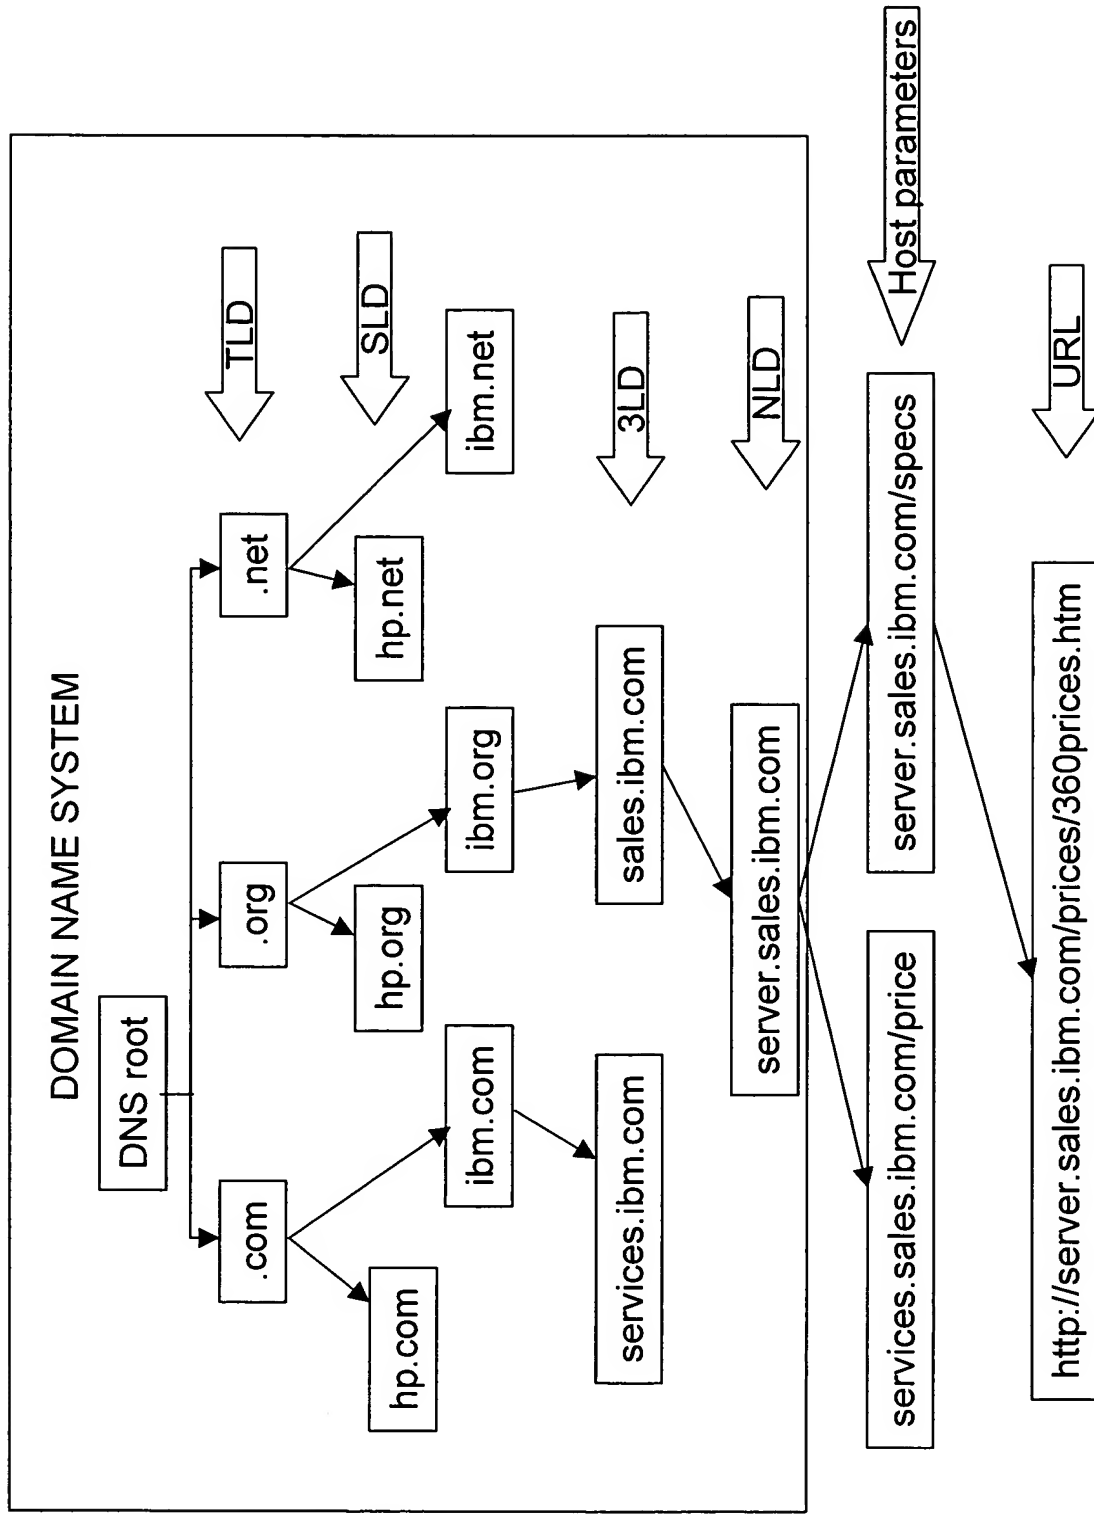 DOMAIN NAME SYSTEM
DNS root
.com
.org
.net
TLD
hp.com
hp.org
hp.net
SLD
ibm.com
ibm.org
ibm.net
services.ibm.com
sales.ibm.com
3LD
server.sales.ibm.com
NLD
services.sales.ibm.com/price
server.sales.ibm.com/specs
Host parameters
http://server.sales.ibm.com/prices/360prices.htm
URL